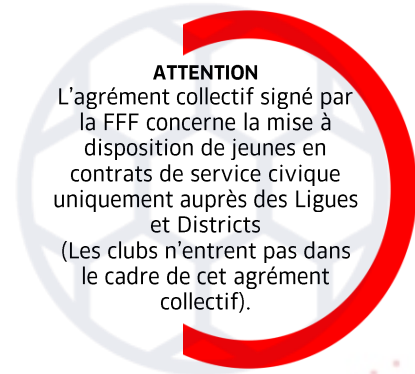 ATTENTION
L’agrément collectif signé par
la FFF concerne la mise à
disposition de jeunes en
contrats de service civique
uniquement auprès des Ligues
et Districts
(Les clubs n’entrent pas dans
le cadre de cet agrément
collectif).